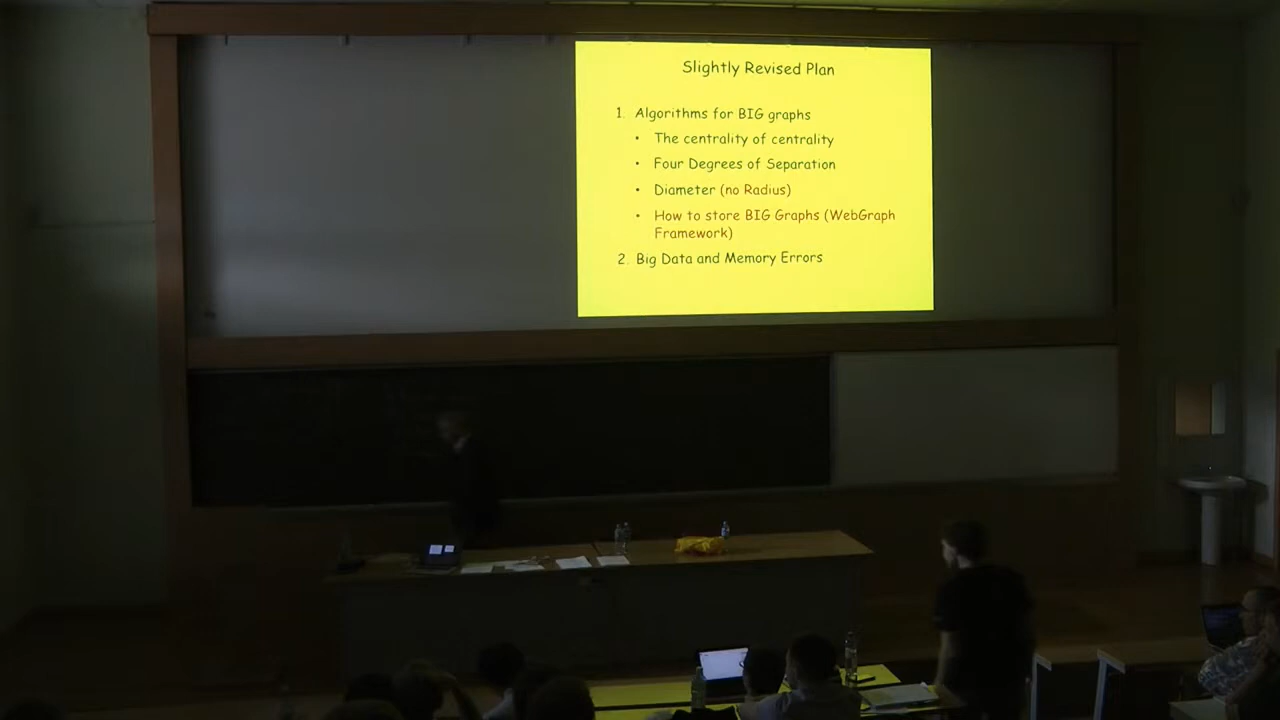 Slightly Revised Plan
1. Algorithms for BIG graphs
• The centrality of centrality
• Four Degrees of Separation
• Diameter (no Radius)
• How to store BIG Graphs (WebGraph
Framework)
2. Big Data and Memory Errors